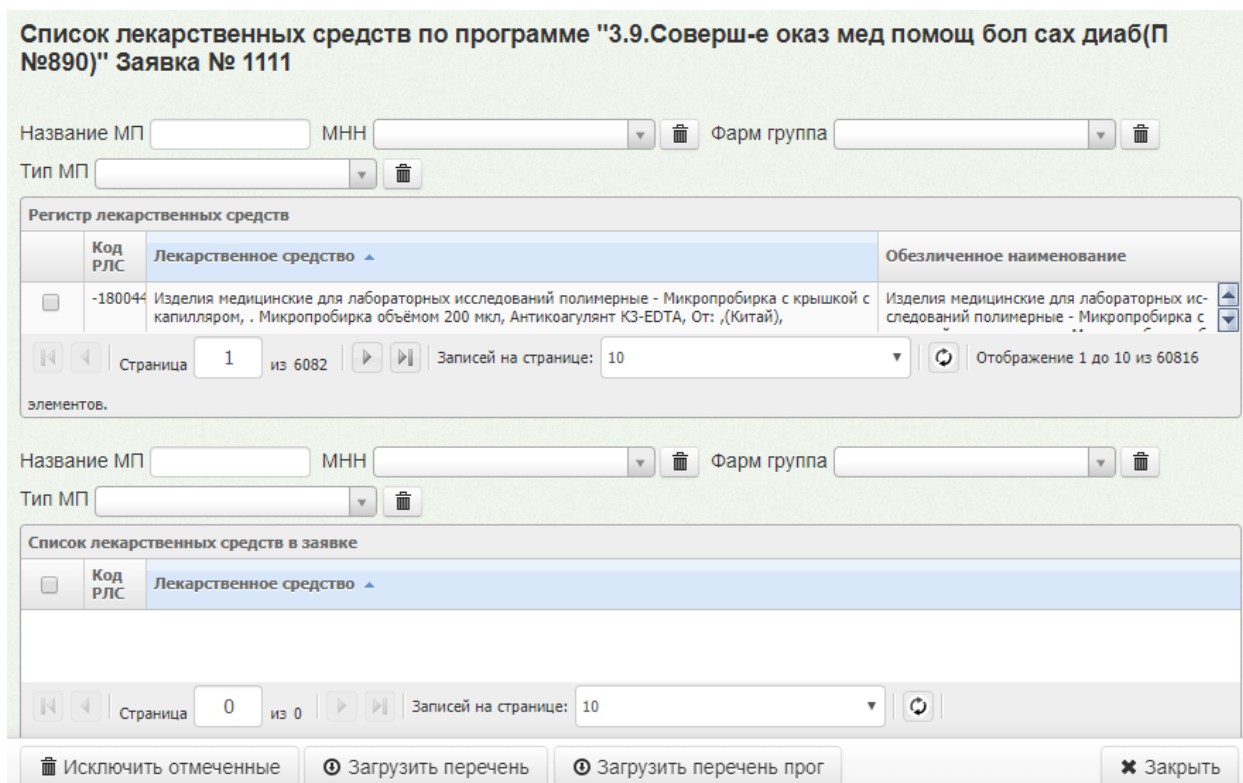 Список лекарственных средств по программе "3.9.Соверш-е оказ мед помощ бол сах диаб(П
№890)" Заявка № 1111
Название МП МНН Фарм группа
Тип МП
Регистр лекарственных средств
Код РЛС Лекарственное средство Обезличенное наименование
-180044 Изделия медицинские для лабораторных исследований полимерные - Микропробирка с крышкой с Изделия медицинские для лабораторных ис-
капилляром, . Микропробирка объёмом 200 мкл, Антикоагулянт К3-EDTA, От: ,(Китай), следований полимерные - Микропробирка с
Страница 1 из 6082 Записей на странице: 10 Отображение 1 до 10 из 60816
элементов.
Название МП МНН Фарм группа
Тип МП
Список лекарственных средств в заявке
Код РЛС Лекарственное средство
Страница 0 из 0 Записей на странице: 10
Исключить отмеченные Загрузить перечень Загрузить перечень прог Закрыть